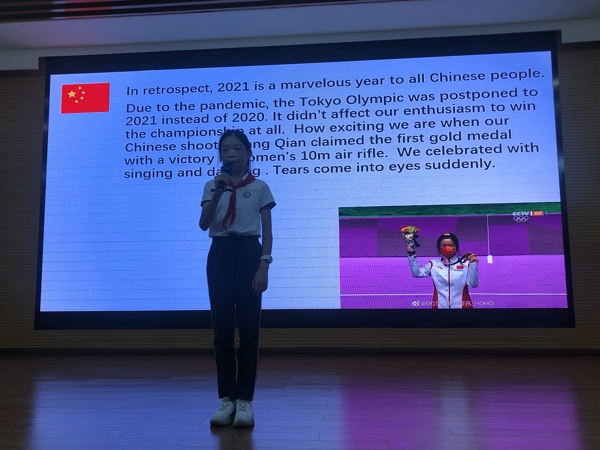 In retrospect, 2021 is a marvelous year to all Chinese people.
Due to the pandemic, the Tokyo Olympic was postponed to
2021 instead of 2020. It didn't affect our enthusiasm to win
the championship at all. How exciting we are when our
Chinese shoot ng Qian claimed the first gold medal
with a victory omen's 10m air rifle. We celebrated with
singing and da g . Tears come into eyes suddenly.
CCTV